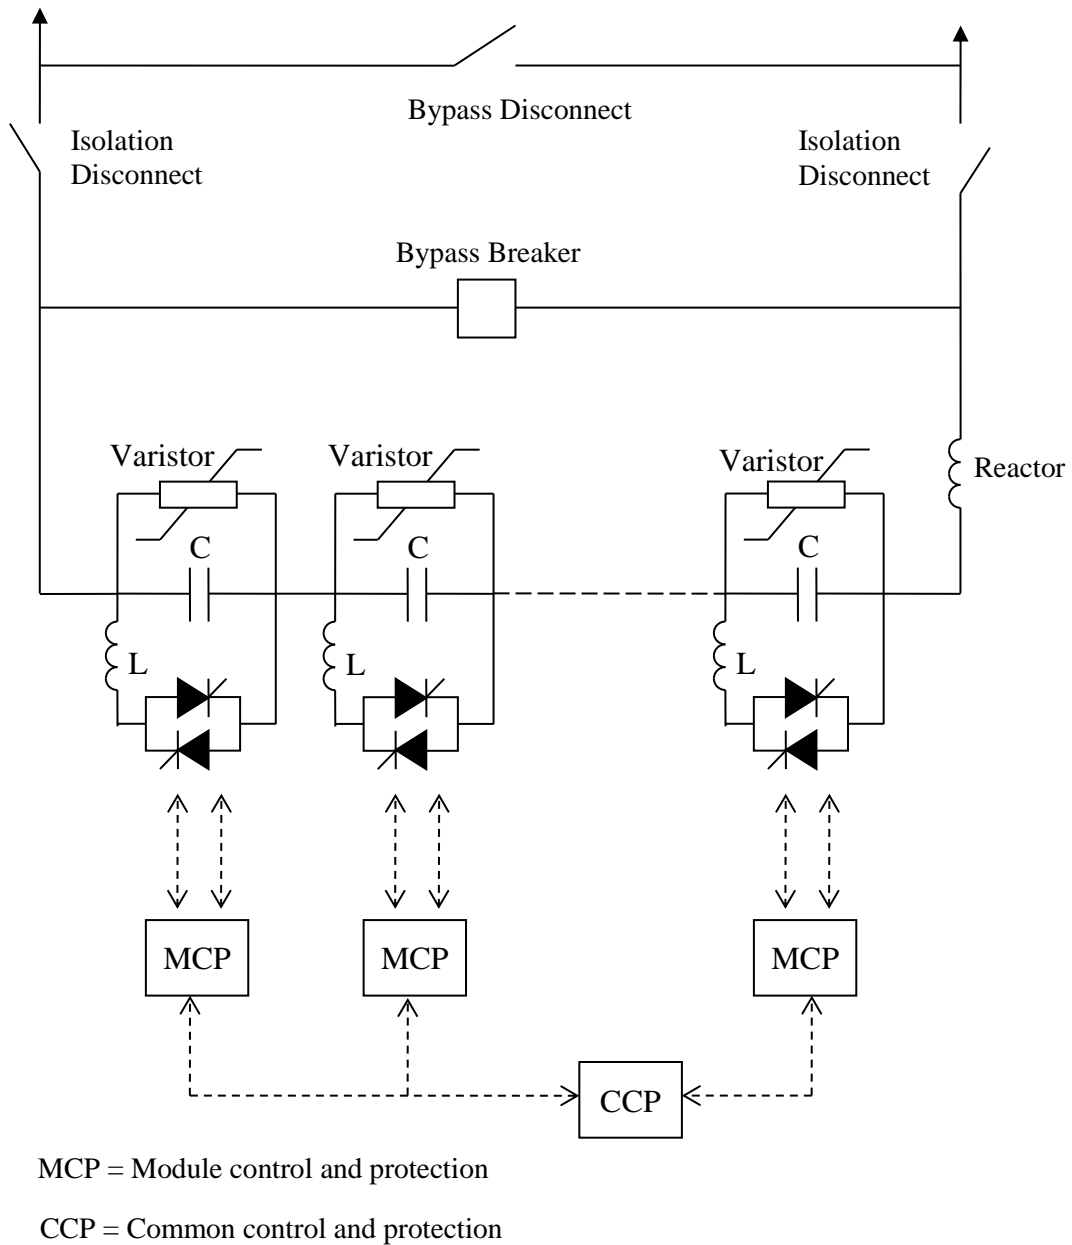 Bypass Disconnect
Isolation
Disconnect
Isolation
Disconnect
Bypass Breaker
Varistor
Varistor
Varistor
Reactor
C
C
C
L
L
L
MCP
MCP
MCP
CCP
MCP = Module control and protection
CCP = Common control and protection